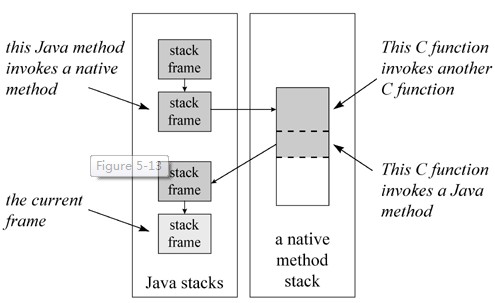 this Java method
invokes a native
method
stack
frame
stack
frame
This C function
invokes another
C function
Figure 5-13
stack
frame
the current
frame
stack
frame
This C function
invokes a Java
method
Java stacks
a native
method
stack